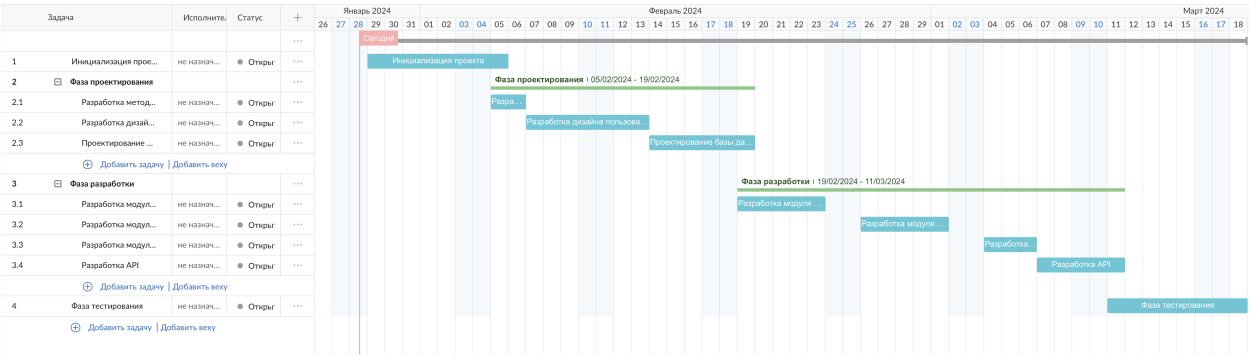 Январь 2024 Февраль 2024 Март 2024
Задача Исполнител Статус +
26 27 28 29 30 31 01 02 03 04 05 06 07 08 09 10 11 12 13 14 15 16 17 18 19 20 21 22 23 24 25 26 27 28 29 01 02 03 04 05 06 07 08 09 10 11 12 13 14 15 16 17 18
Сегодня
1 Инициализация прое... не назнач... Откры Инициализация проекта
2 Фаза проектирования Фаза проектирования 05/02/2024 - 19/02/2024
2.1 Разработка метод... не назнач... Откры Разра...
2.2 Разработка дизай... не назнач... Откры Разработка дизайна пользова...
2.3 Проектирование ... не назнач... Откры Проектирование базы да...
Добавить задачу | Добавить веху
3 Фаза разработки Фаза разработки 19/02/2024 - 11/03/2024
3.1 Разработка модул... не назнач... Откры Разработка модуля ...
3.2 Разработка модул... не назнач... Откры Разработка модуля ...
3.3 Разработка модул... не назнач... Откры Разработка...
3.4 Разработка API не назнач... Откры Разработка API
Добавить задачу | Добавить веху
4 Фаза тестирования не назнач... Откры Фаза тестирования
Добавить задачу | Добавить веху